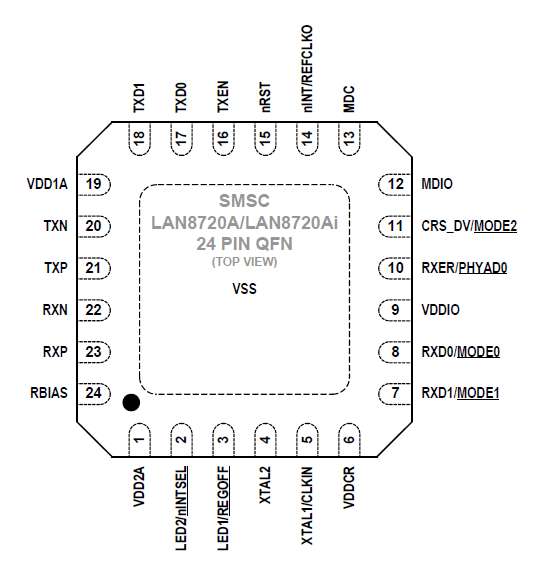 TXD1
TXD0
TXEN
nRST
nINT/REFCLKO
MDC
18
17
16
15
14
13
VDD1A 19
TXN 20
TXP 21
RXN 22
RXP 23
RBIAS 24
SMSC
LAN8720A/LAN8720Ai
24 PIN QFN
(TOP VIEW)
VSS
12 MDIO
11 CRS_DV/MODE2
10 RXER/PHYAD0
9 VDDIO
8 RXD0/MODE0
7 RXD1/MODE1
1
2
3
4
5
6
VDD2A
LED2/nINTSEL
LED1/REGOFF
XTAL2
XTAL1/CLKIN
VDDCR